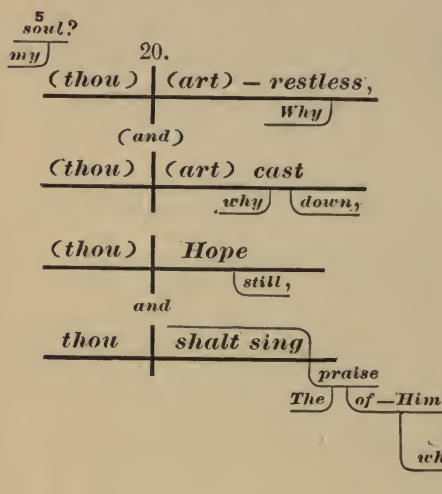 5
soul?
my
20.
(thou) (art) – restless,
Why
(and)
(thou) (art) cast
why down,
(thou) Hope
still,
and
thou shalt sing
praise
The of – Him
wh